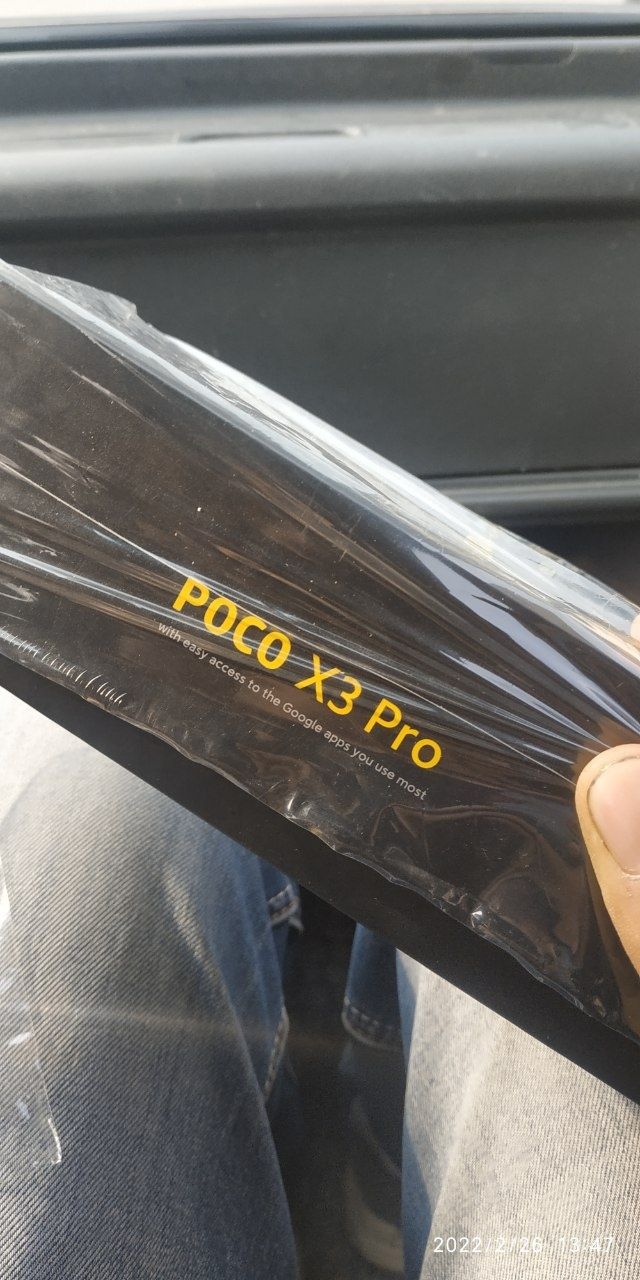 POCO X3 Pro
with easy access to the Google apps you use most
2022/2/26 13:47